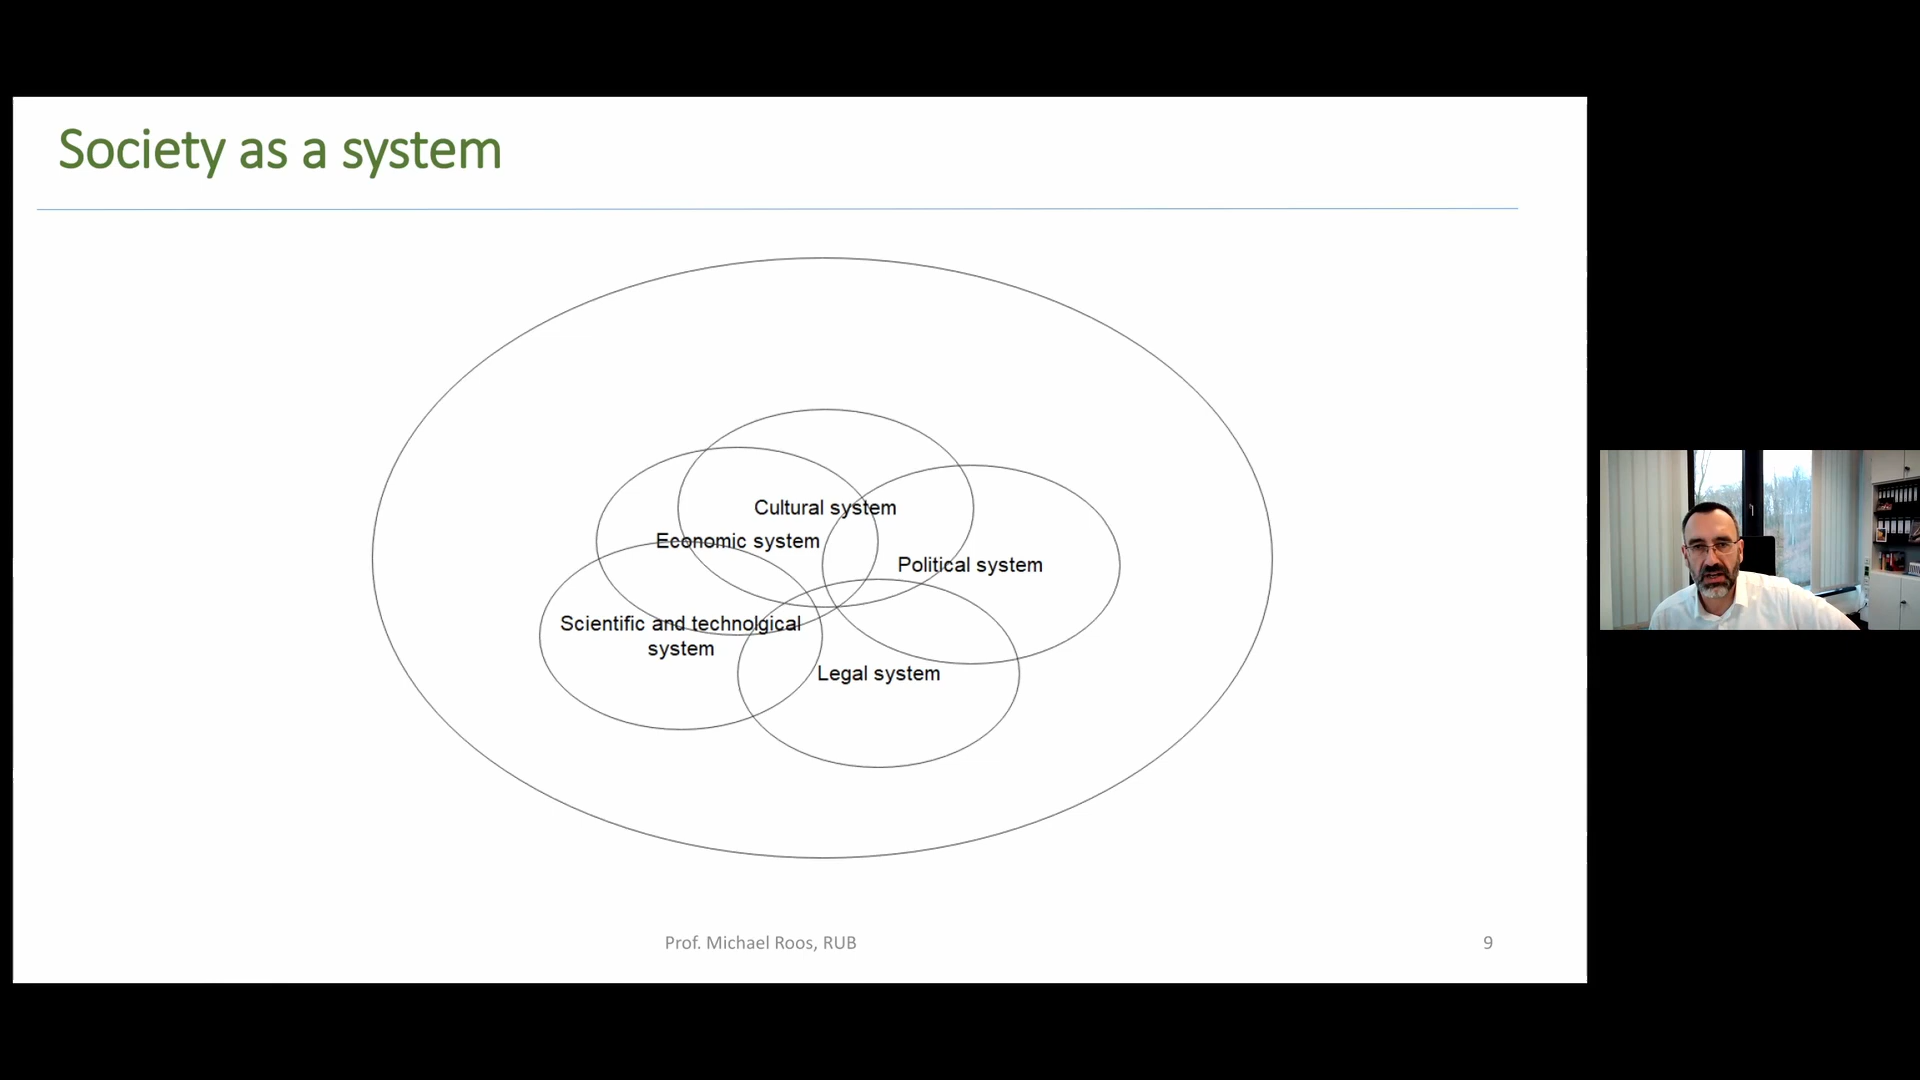 Society as a system
Cultural system
Economic system
Political system
Scientific and technolgical
system
Legal system
Prof. Michael Roos, RUB
9